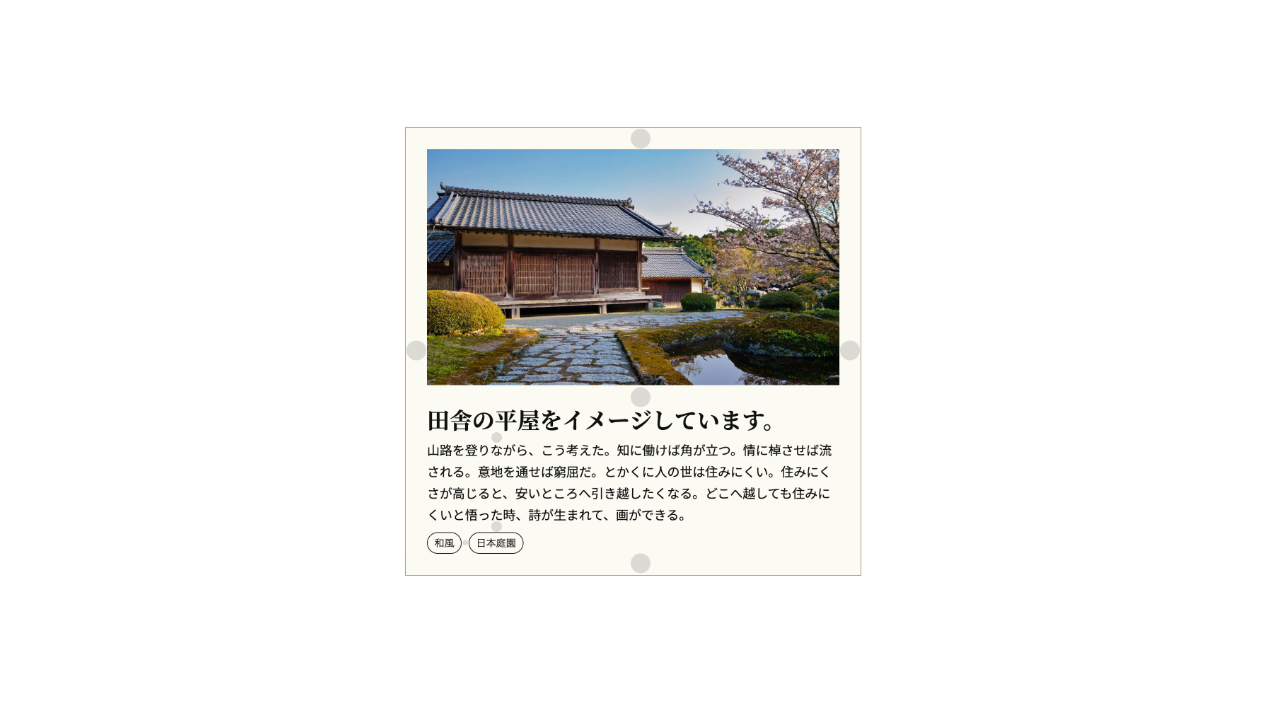 田舎の平屋をイメージしています。
山路を登りながら、こう考えた。知に働けば角が立つ。情に棹させば流
される。意地を通せば窮屈だ。とかくに人の世は住みにくい。住みにく
さが高じると、安いところへ引き越したくなる。どこへ越しても住みに
くいと悟った時、詩が生まれて、画ができる。
和風 日本庭園